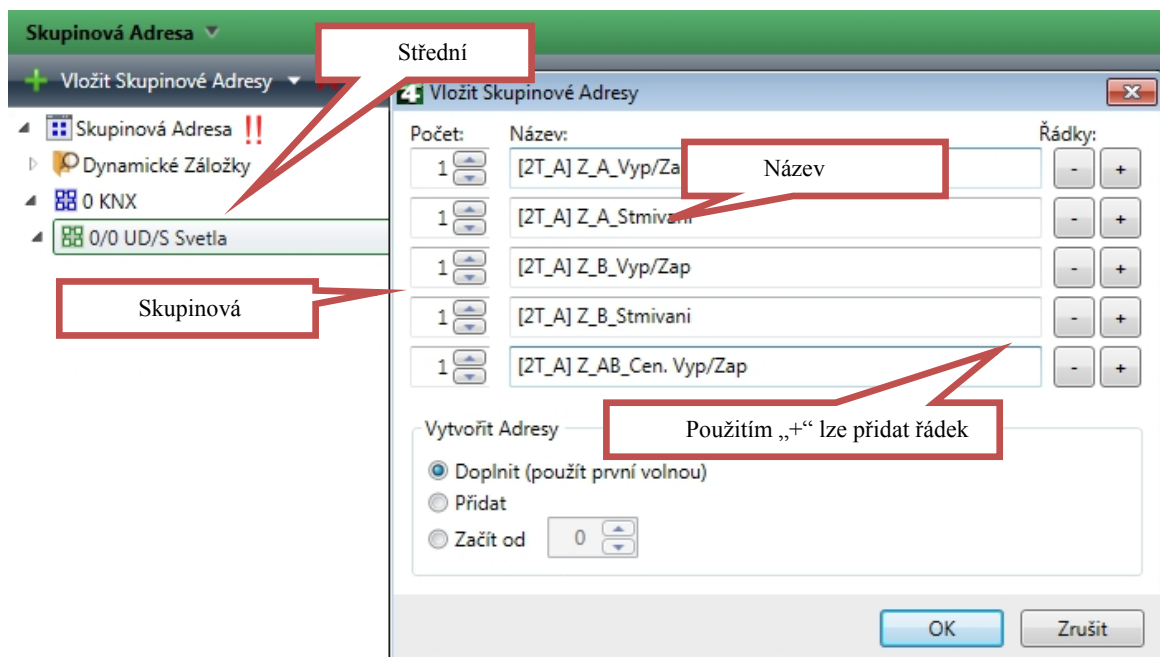 Skupinová Adresa
Střední
Vložit Skupinové Adresy
Skupinová Adresa !!
Dynamické Záložky
0 KNX
0/0 UD/S Svetla
Skupinová
4 Vložit Skupinové Adresy
Počet: Název: Řádky:
1 [2T_A] Z_A_Vyp/Za - +
Název
1 [2T_A] Z_A_Stmivani - +
1 [2T_A] Z_B_Vyp/Zap - +
1 [2T_A] Z_B_Stmivani - +
1 [2T_A] Z_AB_Cen. Vyp/Zap - +
Použitím „+“ lze přidat řádek
Vytvořit Adresy
Doplnit (použít první volnou)
Přidat
Začít od 0
OK Zrušit